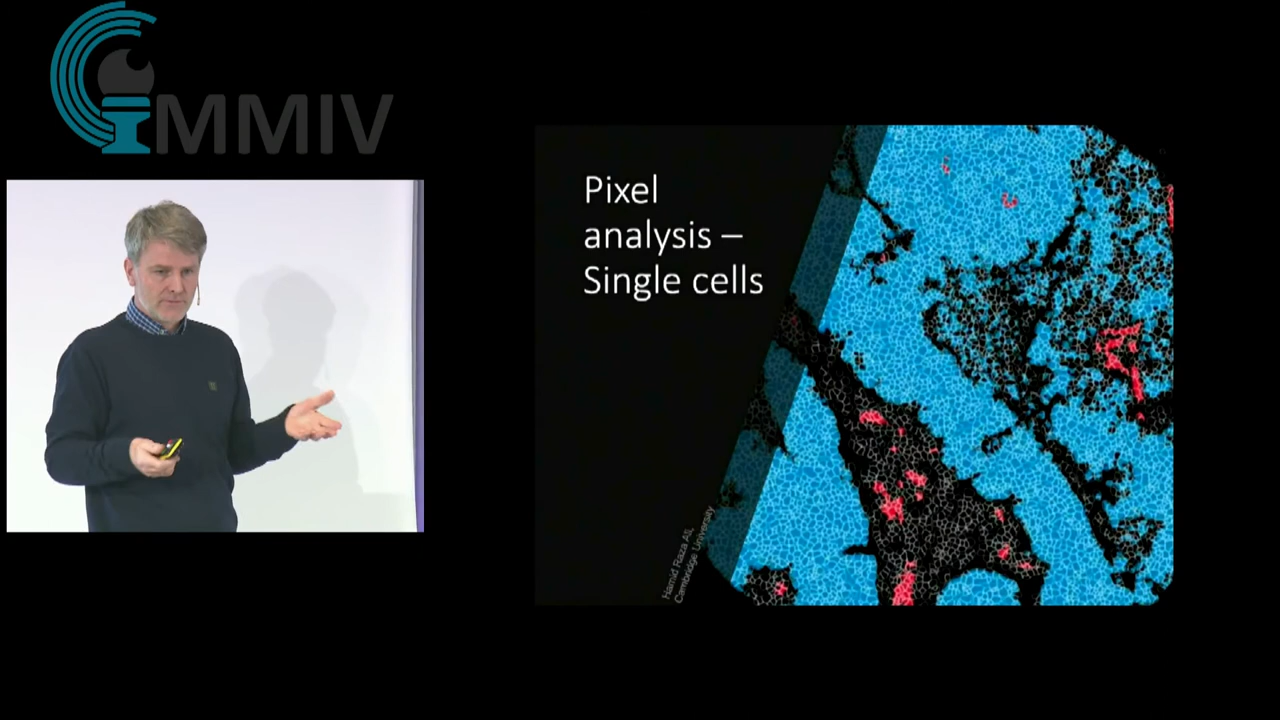 MMIV
Pixel
analysis –
Single cells
Hamid Raza Ali,
Cambridge University